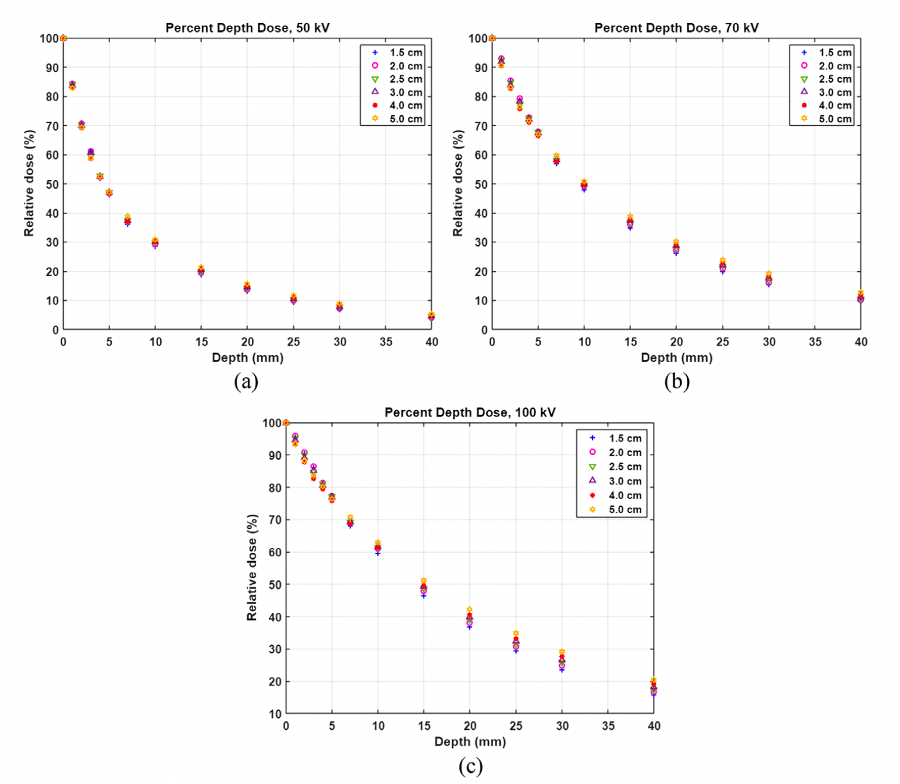 Percent Depth Dose, 50 kV
100
90
80
70
60
50
40
30
20
10
0
Relative dose (%)
1.5 cm
2.0 cm
2.5 cm
3.0 cm
4.0 cm
5.0 cm
0 5 10 15 20 25 30 35 40
Depth (mm)
(a)
Percent Depth Dose, 70 kV
100
90
80
70
60
50
40
30
20
10
0
Relative dose (%)
1.5 cm
2.0 cm
2.5 cm
3.0 cm
4.0 cm
5.0 cm
0 5 10 15 20 25 30 35 40
Depth (mm)
(b)
Percent Depth Dose, 100 kV
100
90
80
70
60
50
40
30
20
10
Relative dose (%)
1.5 cm
2.0 cm
2.5 cm
3.0 cm
4.0 cm
5.0 cm
0 5 10 15 20 25 30 35 40
Depth (mm)
(c)